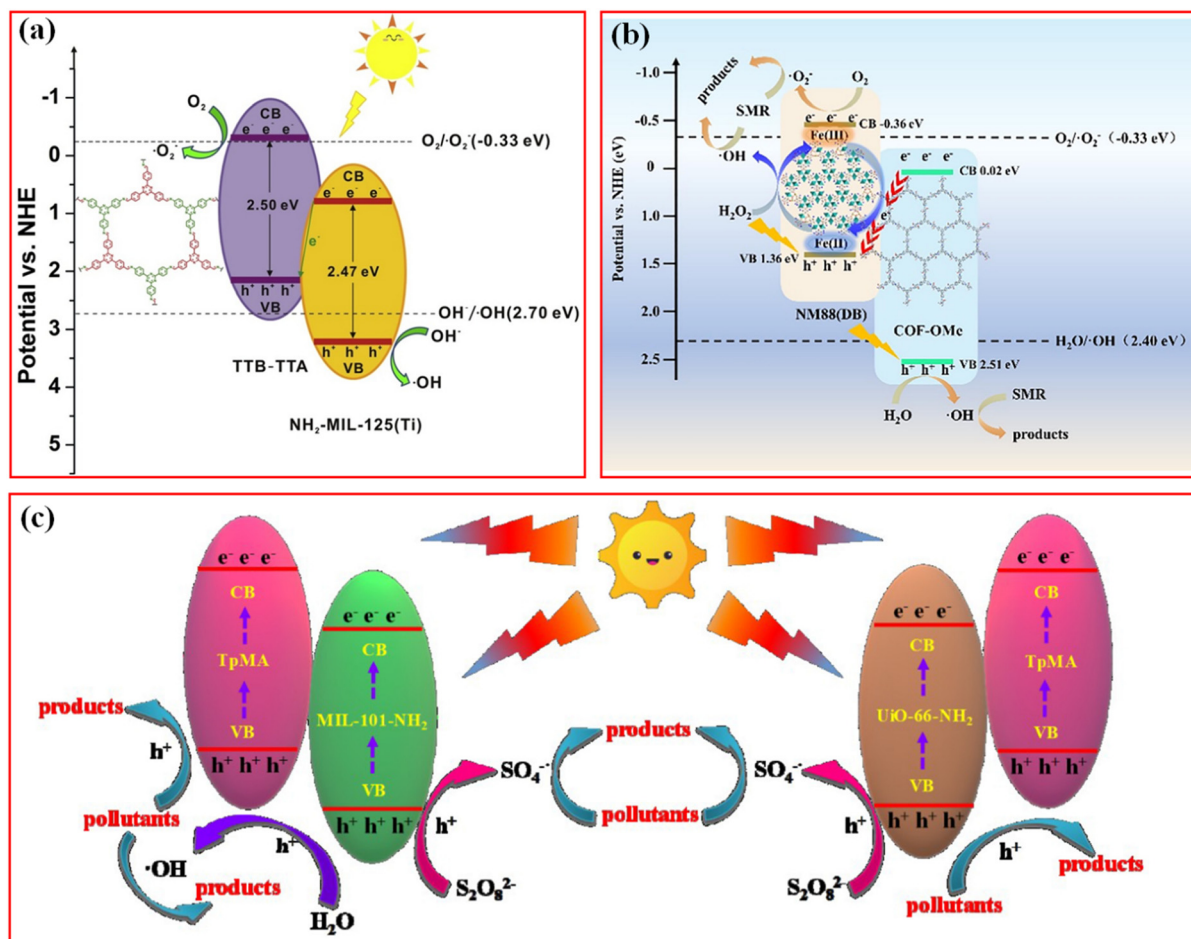 (a)
Potential vs. NHE
-1
0
1
2
3
4
5
O₂
·O₂⁻
CB
e⁻ e⁻ e⁻
2.50 eV
h⁺ h⁺ h⁺
VB
TTB-TTA
e⁻
CB
e⁻ e⁻ e⁻
2.47 eV
h⁺ h⁺ h⁺
VB
NH₂-MIL-125(Ti)
O₂/·O₂⁻(-0.33 eV)
OH⁻/·OH(2.70 eV)
OH⁻
·OH
(b)
Potential vs. NHE (eV)
-1.0
-0.5
0
0.5
1.0
1.5
2.0
2.5
products
·O₂⁻
O₂
SMR
·OH
H₂O₂
e⁻ e⁻ e⁻
CB -0.36 eV
Fe(III)
O₂/·O₂⁻ (-0.33 eV)
e⁻ e⁻ e⁻
CB 0.02 eV
e⁻
Fe(II)
VB 1.36 eV
h⁺ h⁺ h⁺
NM88(DB)
COF-OMc
H₂O/·OH (2.40 eV)
VB 2.51 eV
h⁺ h⁺ h⁺
H₂O
·OH
SMR
products
(c)
e⁻ e⁻ e⁻
CB
TpMA
VB
h⁺ h⁺ h⁺
products
h⁺
pollutants
·OH
products
h⁺
H₂O
e⁻ e⁻ e⁻
CB
MIL-101-NH₂
VB
h⁺ h⁺ h⁺
SO₄⁻·
h⁺
S₂O₈²⁻
products
pollutants
SO₄⁻·
h⁺
S₂O₈²⁻
e⁻ e⁻ e⁻
CB
UiO-66-NH₂
VB
h⁺ h⁺ h⁺
e⁻ e⁻ e⁻
CB
TpMA
VB
h⁺ h⁺ h⁺
h⁺
products
pollutants